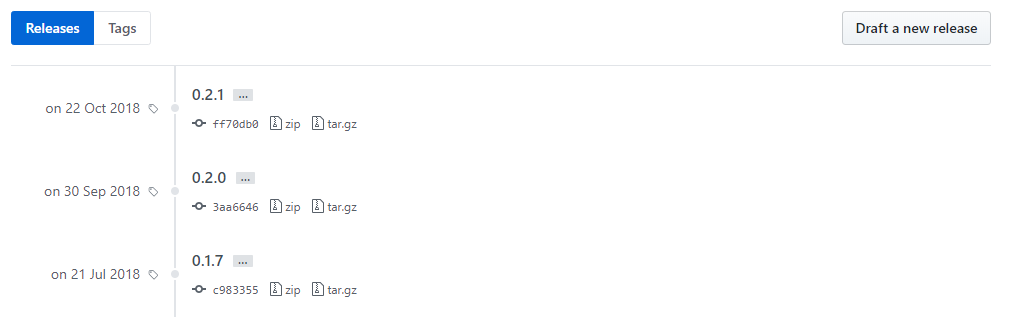 Releases Tags Draft a new release
0.2.1 ...
on 22 Oct 2018
ff70db0 zip tar.gz
0.2.0 ...
on 30 Sep 2018
3aa6646 zip tar.gz
0.1.7 ...
on 21 Jul 2018
c983355 zip tar.gz